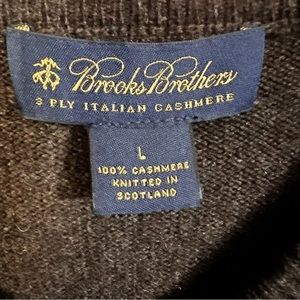 Brooks Brothers
3 PLY ITALIAN CASHMERE
L
100% CASHMERE
KNITTED IN
SCOTLAND